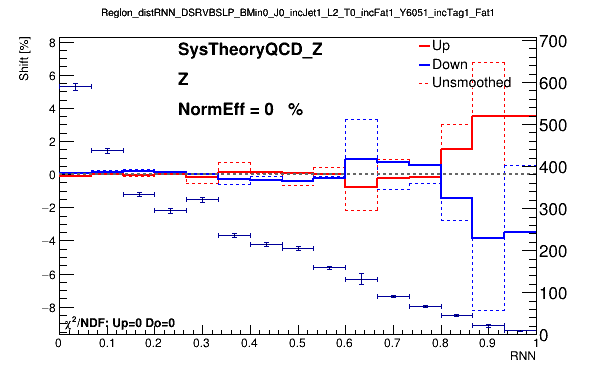 Region_distRNN_DSRVBSLP_BMin0_J0_incJet1_L2_T0_incFat1_Y6051_incTag1_Fat1
Shift [%]
SysTheoryQCD_Z
Z
NormEff = 0 %
Up
Down
Unsmoothed
8
6
4
2
0
−2
−4
−6
−8
700
600
500
400
300
200
100
0
χ²/NDF: Up=0 Do=0
0 0.1 0.2 0.3 0.4 0.5 0.6 0.7 0.8 0.9 1
RNN